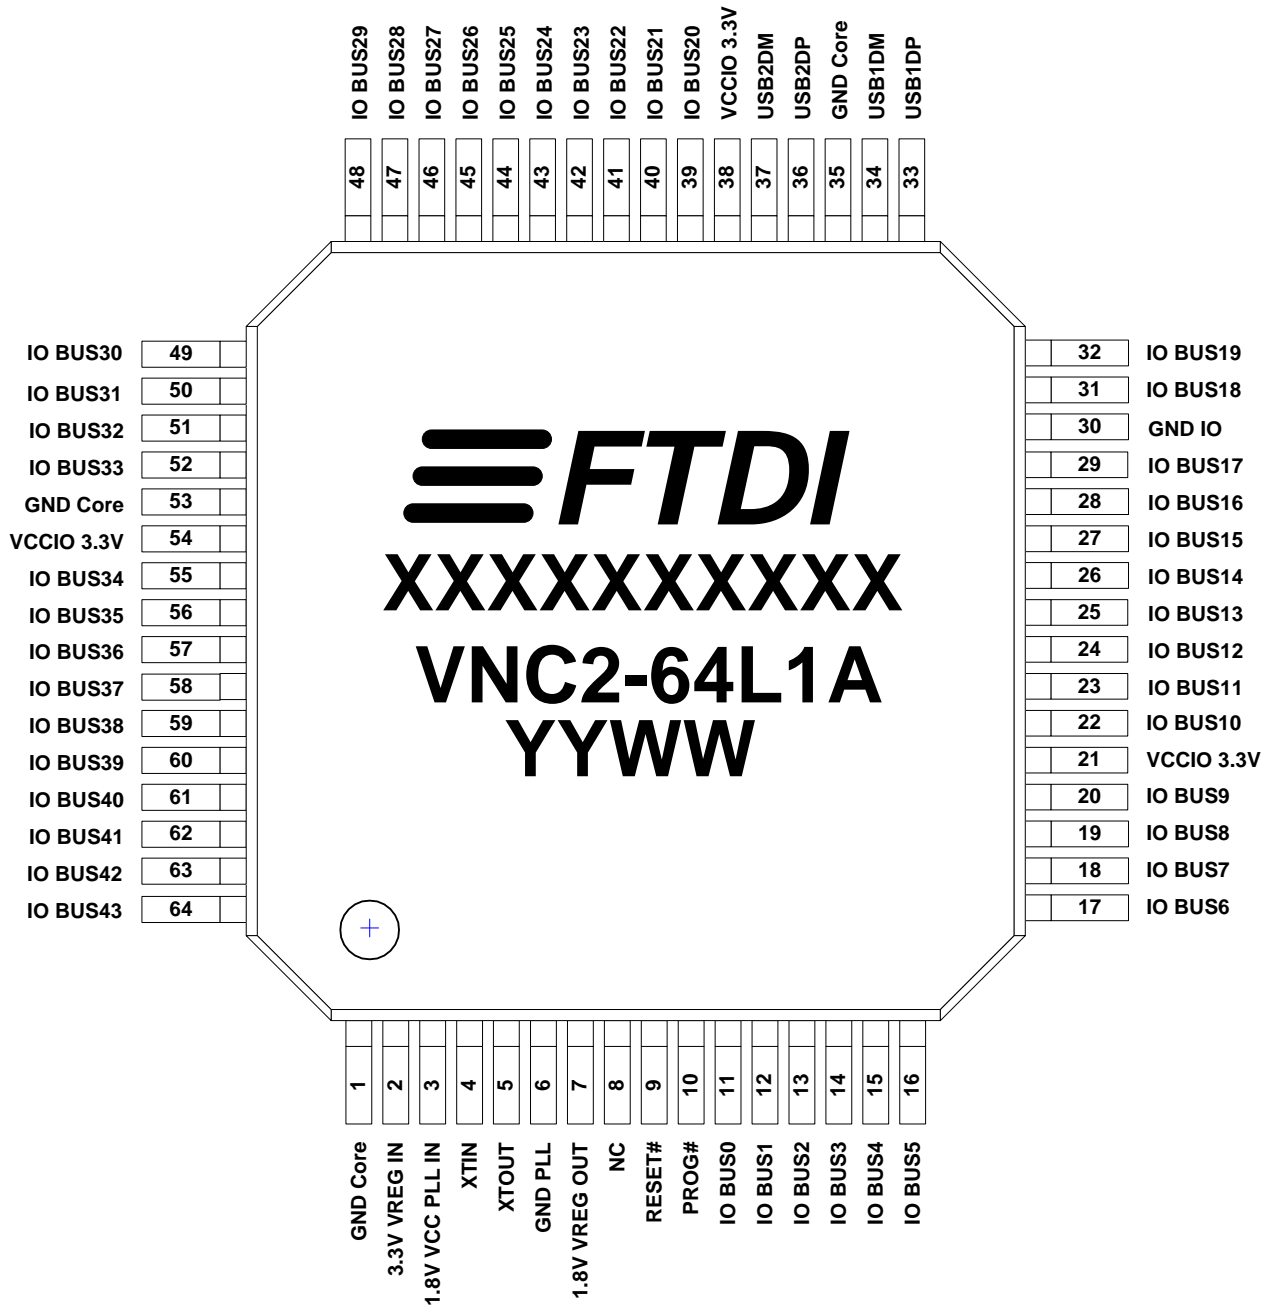 IO BUS29
IO BUS28
IO BUS27
IO BUS26
IO BUS25
IO BUS24
IO BUS23
IO BUS22
IO BUS21
IO BUS20
VCCIO 3.3V
USB2DM
USB2DP
GND Core
USB1DM
USB1DP
48
47
46
45
44
43
42
41
40
39
38
37
36
35
34
33
IO BUS30 49
IO BUS31 50
IO BUS32 51
IO BUS33 52
GND Core 53
VCCIO 3.3V 54
IO BUS34 55
IO BUS35 56
IO BUS36 57
IO BUS37 58
IO BUS38 59
IO BUS39 60
IO BUS40 61
IO BUS41 62
IO BUS42 63
IO BUS43 64
FTDI
XXXXXXXXXX
VNC2-64L1A
YYWW
32 IO BUS19
31 IO BUS18
30 GND IO
29 IO BUS17
28 IO BUS16
27 IO BUS15
26 IO BUS14
25 IO BUS13
24 IO BUS12
23 IO BUS11
22 IO BUS10
21 VCCIO 3.3V
20 IO BUS9
19 IO BUS8
18 IO BUS7
17 IO BUS6
1
2
3
4
5
6
7
8
9
10
11
12
13
14
15
16
GND Core
3.3V VREG IN
1.8V VCC PLL IN
XTIN
XTOUT
GND PLL
1.8V VREG OUT
NC
RESET#
PROG#
IO BUS0
IO BUS1
IO BUS2
IO BUS3
IO BUS4
IO BUS5